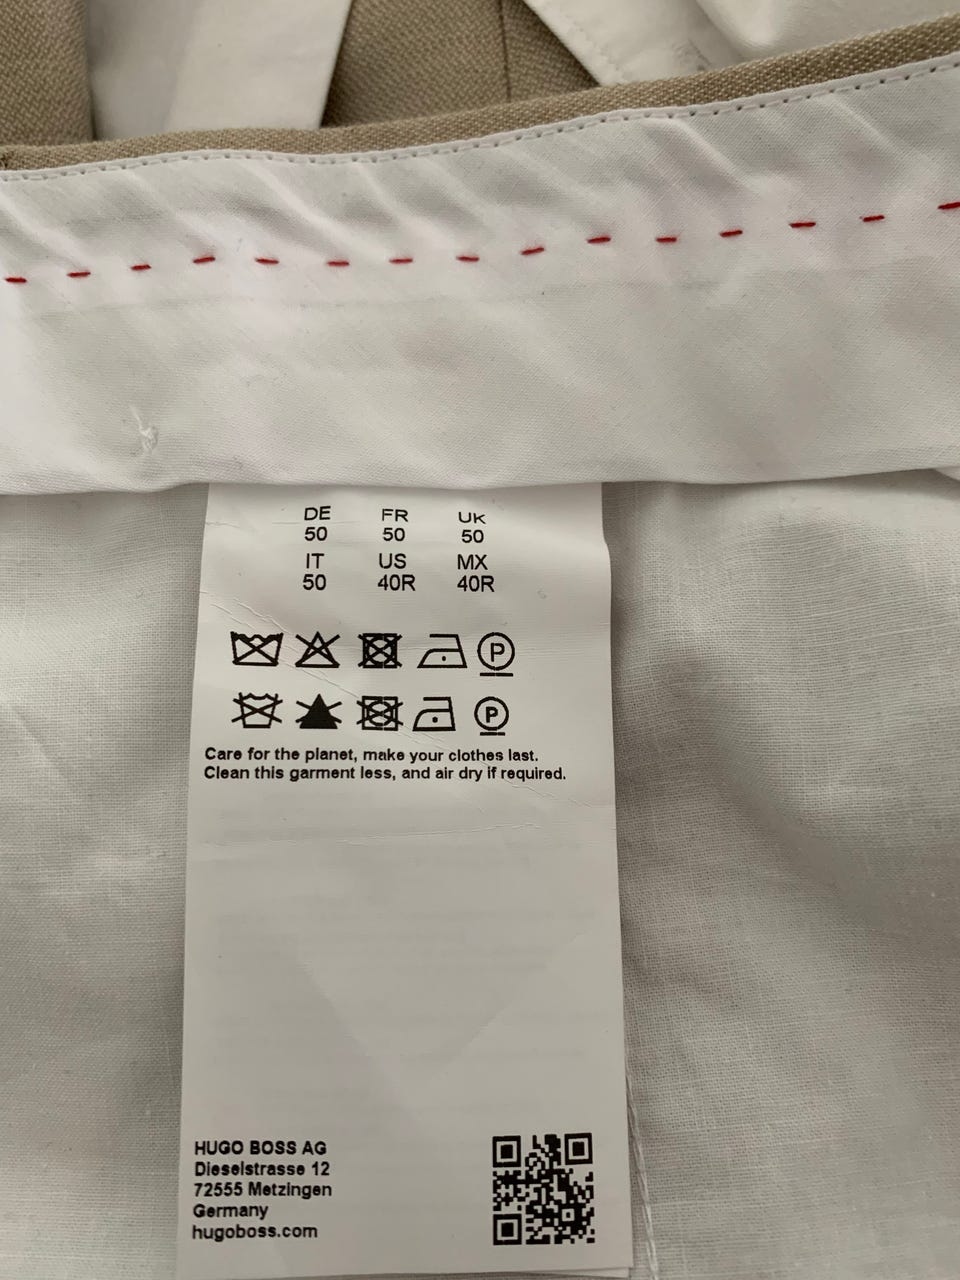 DE FR UK
50 50 50
IT US MX
50 40R 40R
P
P
Care for the planet, make your clothes last.
Clean this garment less, and air dry if required.
HUGO BOSS AG
Dieselstrasse 12
72555 Metzingen
Germany
hugoboss.com